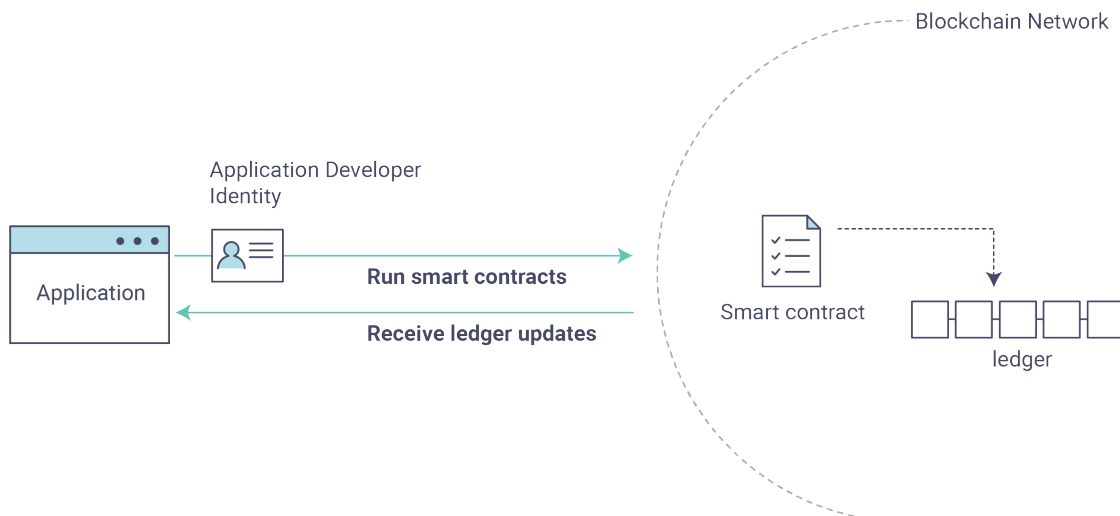 Blockchain Network
Application Developer
Identity
Application
Run smart contracts
Receive ledger updates
Smart contract
ledger